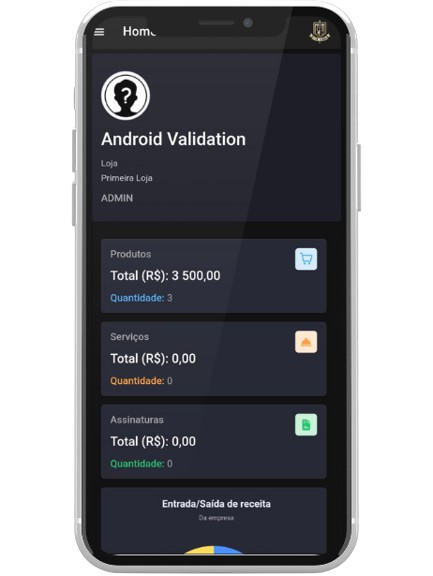 Home
Android Validation
Loja
Primeira Loja
ADMIN
Produtos
Total (R$): 3 500,00
Quantidade: 3
Serviços
Total (R$): 0,00
Quantidade: 0
Assinaturas
Total (R$): 0,00
Quantidade: 0
Entrada/Saída de receita
Da empresa